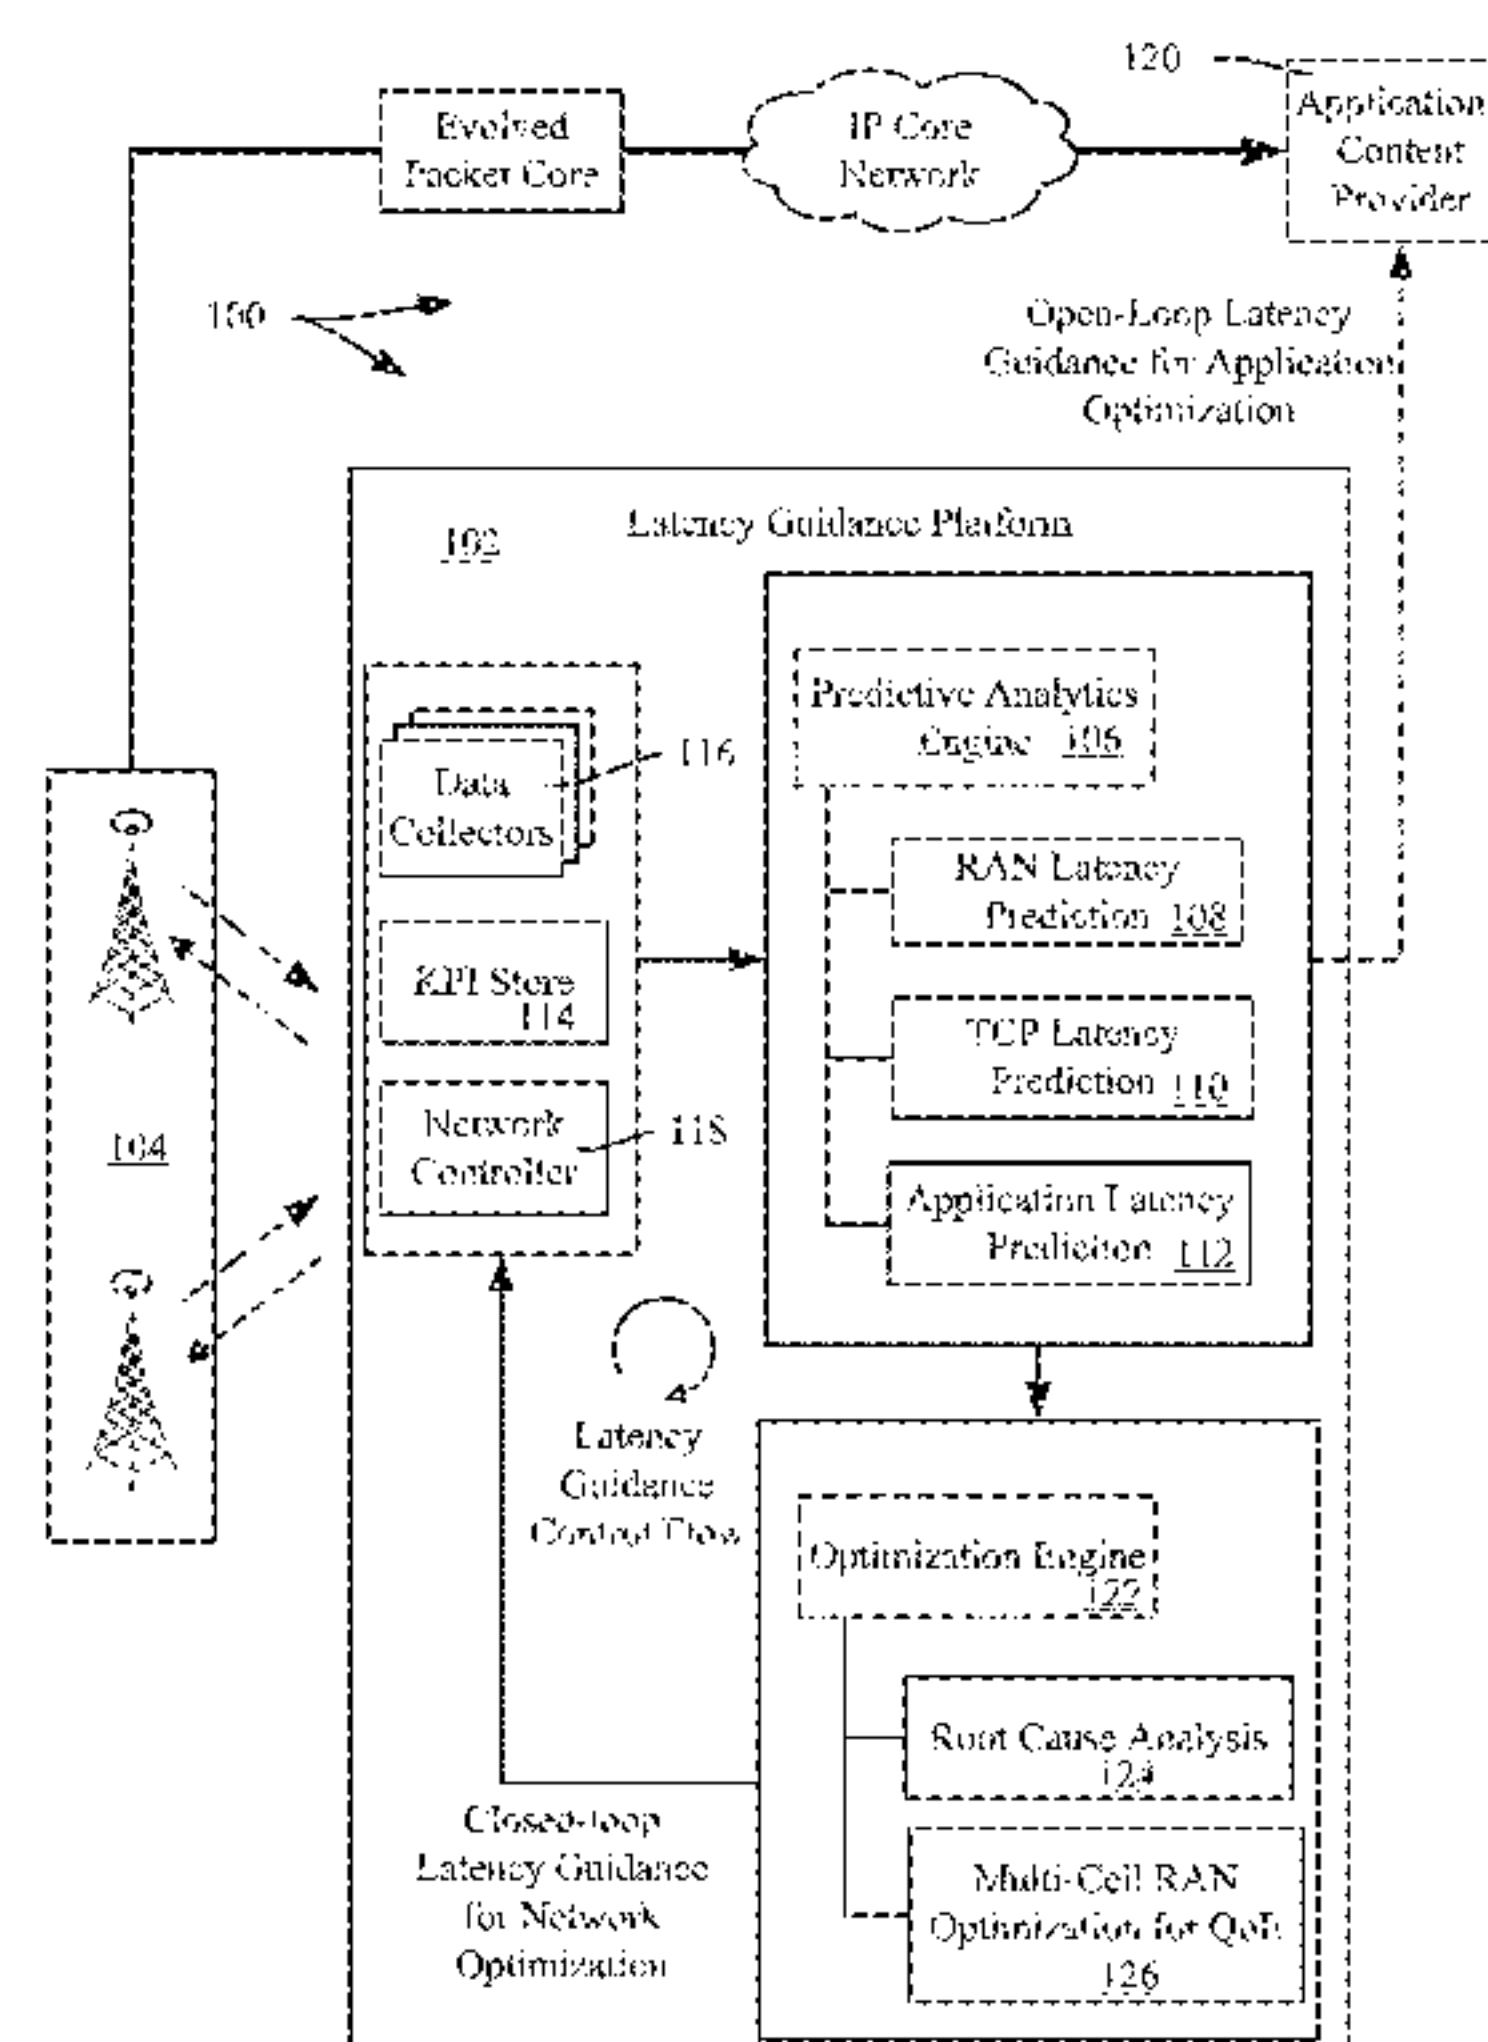 120
Application
Content
Provider
Evolved
Packet Core
IP Core
Network
100
Open-Loop Latency
Guidance for Application
Optimization
Latency Guidance Platform
102
Predictive Analytics
Engine 106
Data
Collectors
116
RAN Latency
Prediction 108
KPI Store
114
TCP Latency
Prediction 110
Network
Controller
118
104
Application Latency
Prediction 112
Latency
Guidance
Control Flow
Optimization Engine
122
Root Cause Analysis
124
Closed-loop
Latency Guidance
for Network
Optimization
Multi-Cell RAN
Optimization for QoE
126